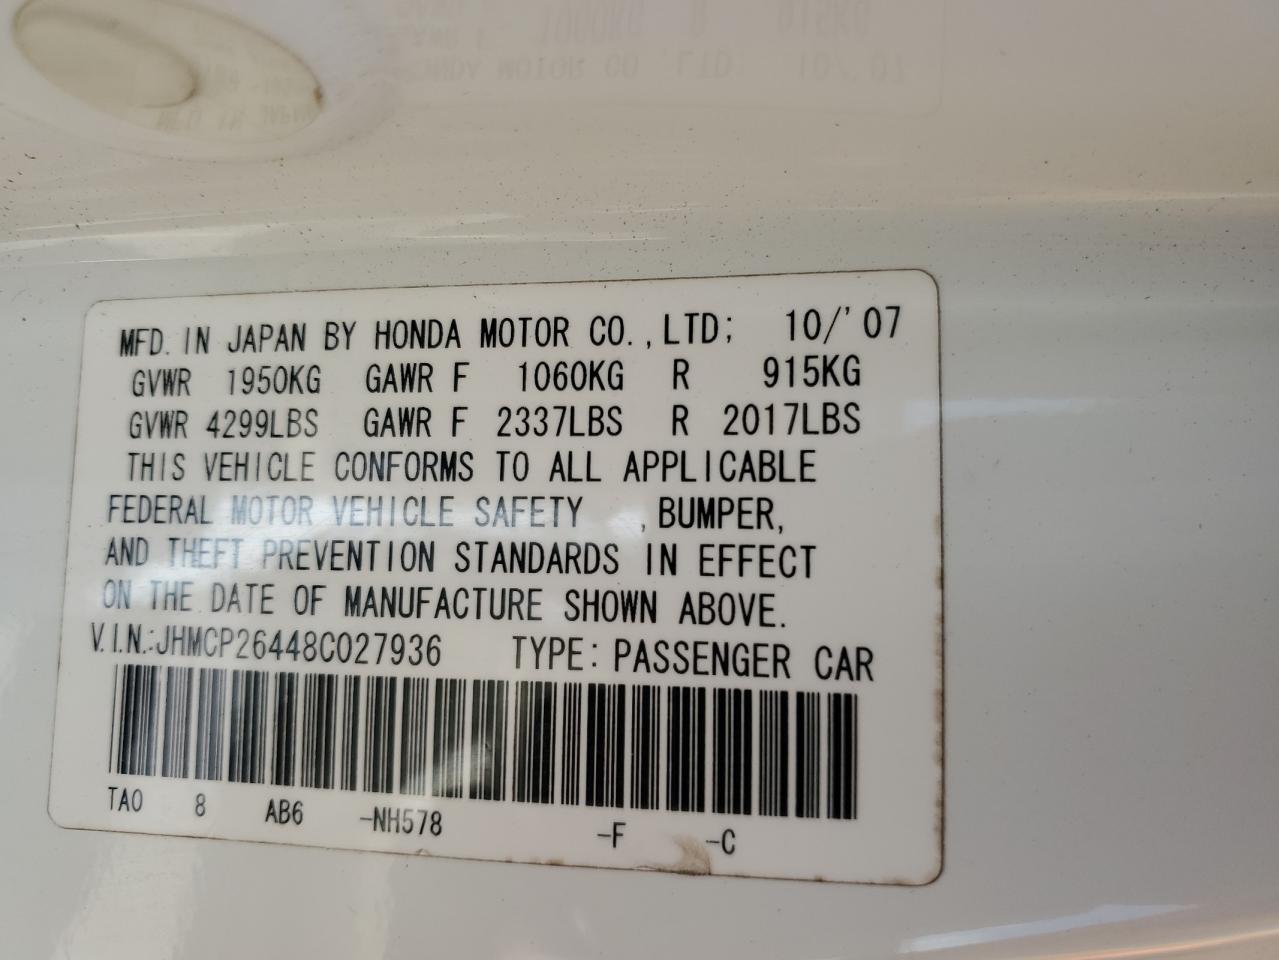 MFD. IN JAPAN BY HONDA MOTOR CO.,LTD; 10/'07
GVWR 1950KG GAWR F 1060KG R 915KG
GVWR 4299LBS GAWR F 2337LBS R 2017LBS
THIS VEHICLE CONFORMS TO ALL APPLICABLE
FEDERAL MOTOR VEHICLE SAFETY , BUMPER,
AND THEFT PREVENTION STANDARDS IN EFFECT
ON THE DATE OF MANUFACTURE SHOWN ABOVE.
V.I.N.:JHMCP26448C027936 TYPE: PASSENGER CAR
TA0 8 AB6 -NH578 -F -C